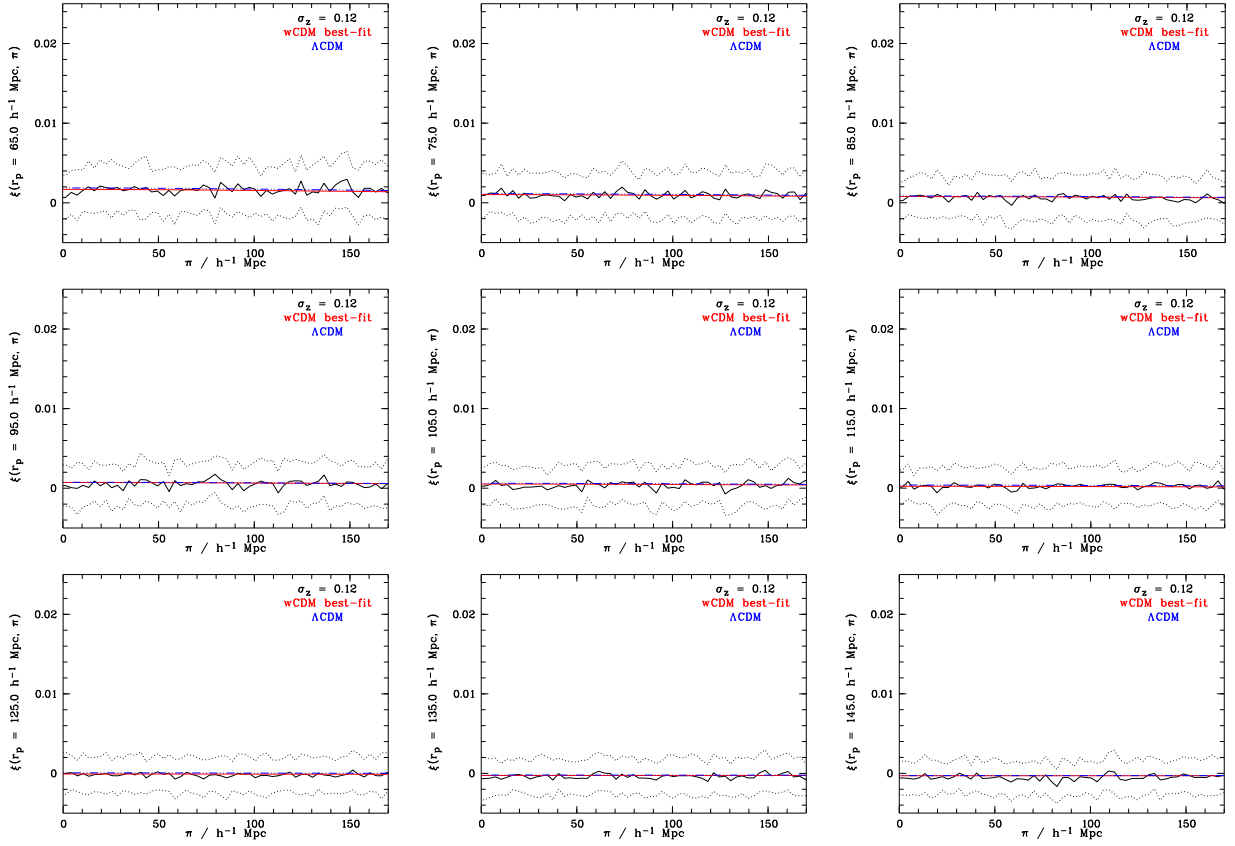 σz = 0.12
wCDM best-fit
ΛCDM
0.02
0.01
0
ξ(rp = 65.0 h⁻¹ Mpc, π)
0 50 100 150
π / h⁻¹ Mpc
σz = 0.12
wCDM best-fit
ΛCDM
0.02
0.01
0
ξ(rp = 75.0 h⁻¹ Mpc, π)
0 50 100 150
π / h⁻¹ Mpc
σz = 0.12
wCDM best-fit
ΛCDM
0.02
0.01
0
ξ(rp = 85.0 h⁻¹ Mpc, π)
0 50 100 150
π / h⁻¹ Mpc
σz = 0.12
wCDM best-fit
ΛCDM
0.02
0.01
0
ξ(rp = 95.0 h⁻¹ Mpc, π)
0 50 100 150
π / h⁻¹ Mpc
σz = 0.12
wCDM best-fit
ΛCDM
0.02
0.01
0
ξ(rp = 105.0 h⁻¹ Mpc, π)
0 50 100 150
π / h⁻¹ Mpc
σz = 0.12
wCDM best-fit
ΛCDM
0.02
0.01
0
ξ(rp = 115.0 h⁻¹ Mpc, π)
0 50 100 150
π / h⁻¹ Mpc
σz = 0.12
wCDM best-fit
ΛCDM
0.02
0.01
0
ξ(rp = 125.0 h⁻¹ Mpc, π)
0 50 100 150
π / h⁻¹ Mpc
σz = 0.12
wCDM best-fit
ΛCDM
0.02
0.01
0
ξ(rp = 135.0 h⁻¹ Mpc, π)
0 50 100 150
π / h⁻¹ Mpc
σz = 0.12
wCDM best-fit
ΛCDM
0.02
0.01
0
ξ(rp = 145.0 h⁻¹ Mpc, π)
0 50 100 150
π / h⁻¹ Mpc